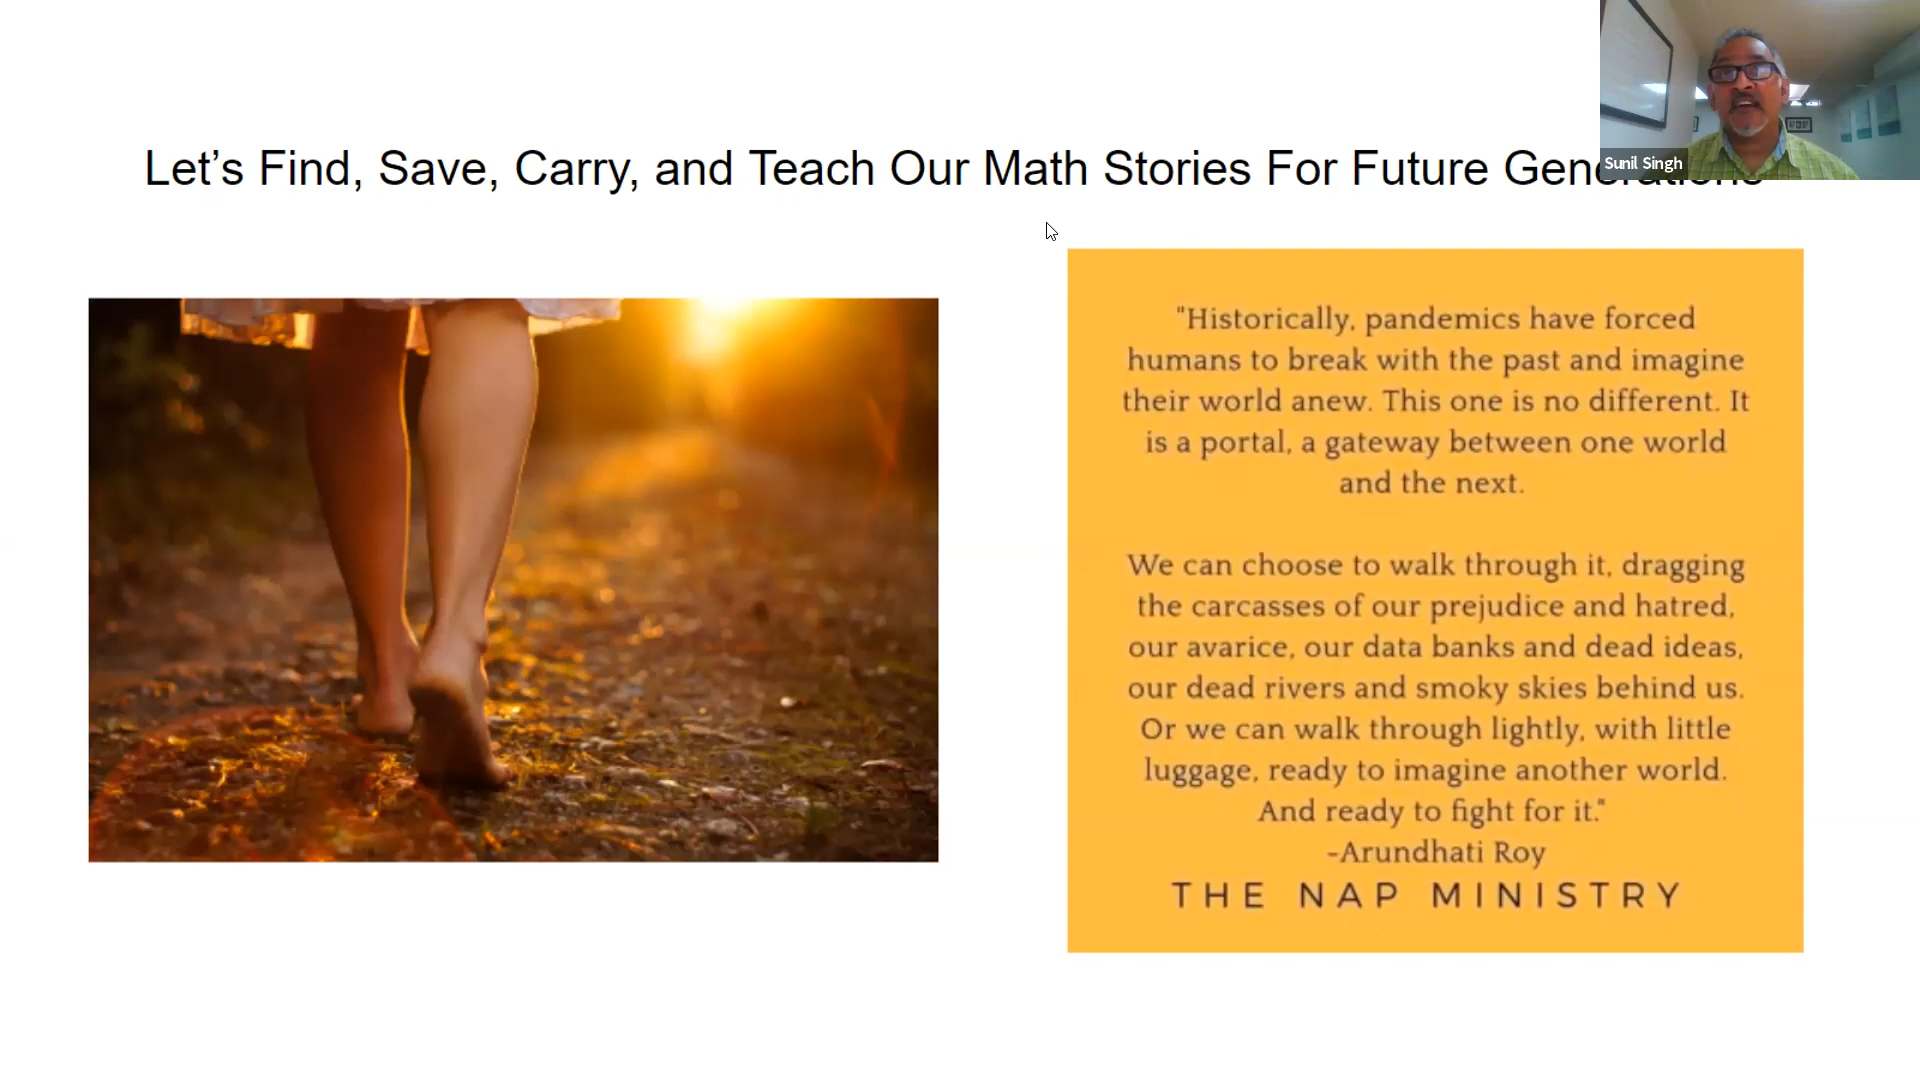 Let’s Find, Save, Carry, and Teach Our Math Stories For Future Generations
Sunil Singh
"Historically, pandemics have forced
humans to break with the past and imagine
their world anew. This one is no different. It
is a portal, a gateway between one world
and the next.
We can choose to walk through it, dragging
the carcasses of our prejudice and hatred,
our avarice, our data banks and dead ideas,
our dead rivers and smoky skies behind us.
Or we can walk through lightly, with little
luggage, ready to imagine another world.
And ready to fight for it."
-Arundhati Roy
THE NAP MINISTRY